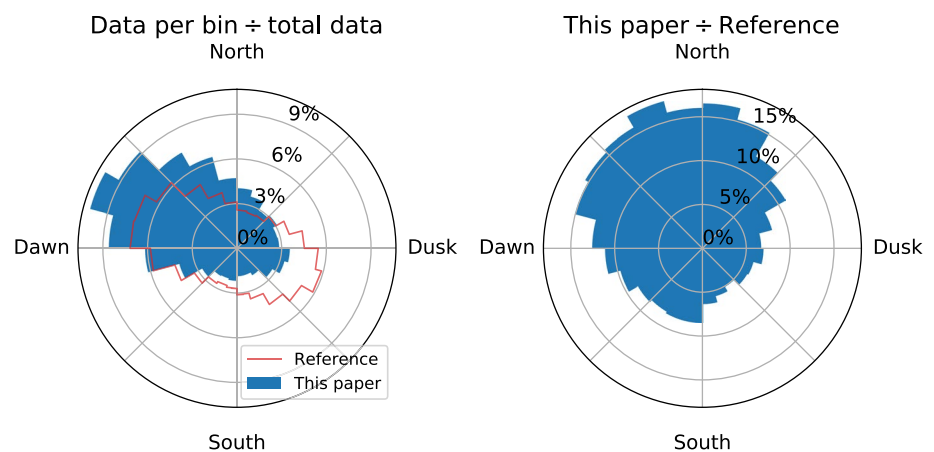 Data per bin ÷ total data
North
9%
6%
3%
0%
Dawn
Dusk
Reference
This paper
South
This paper ÷ Reference
North
15%
10%
5%
0%
Dawn
Dusk
South